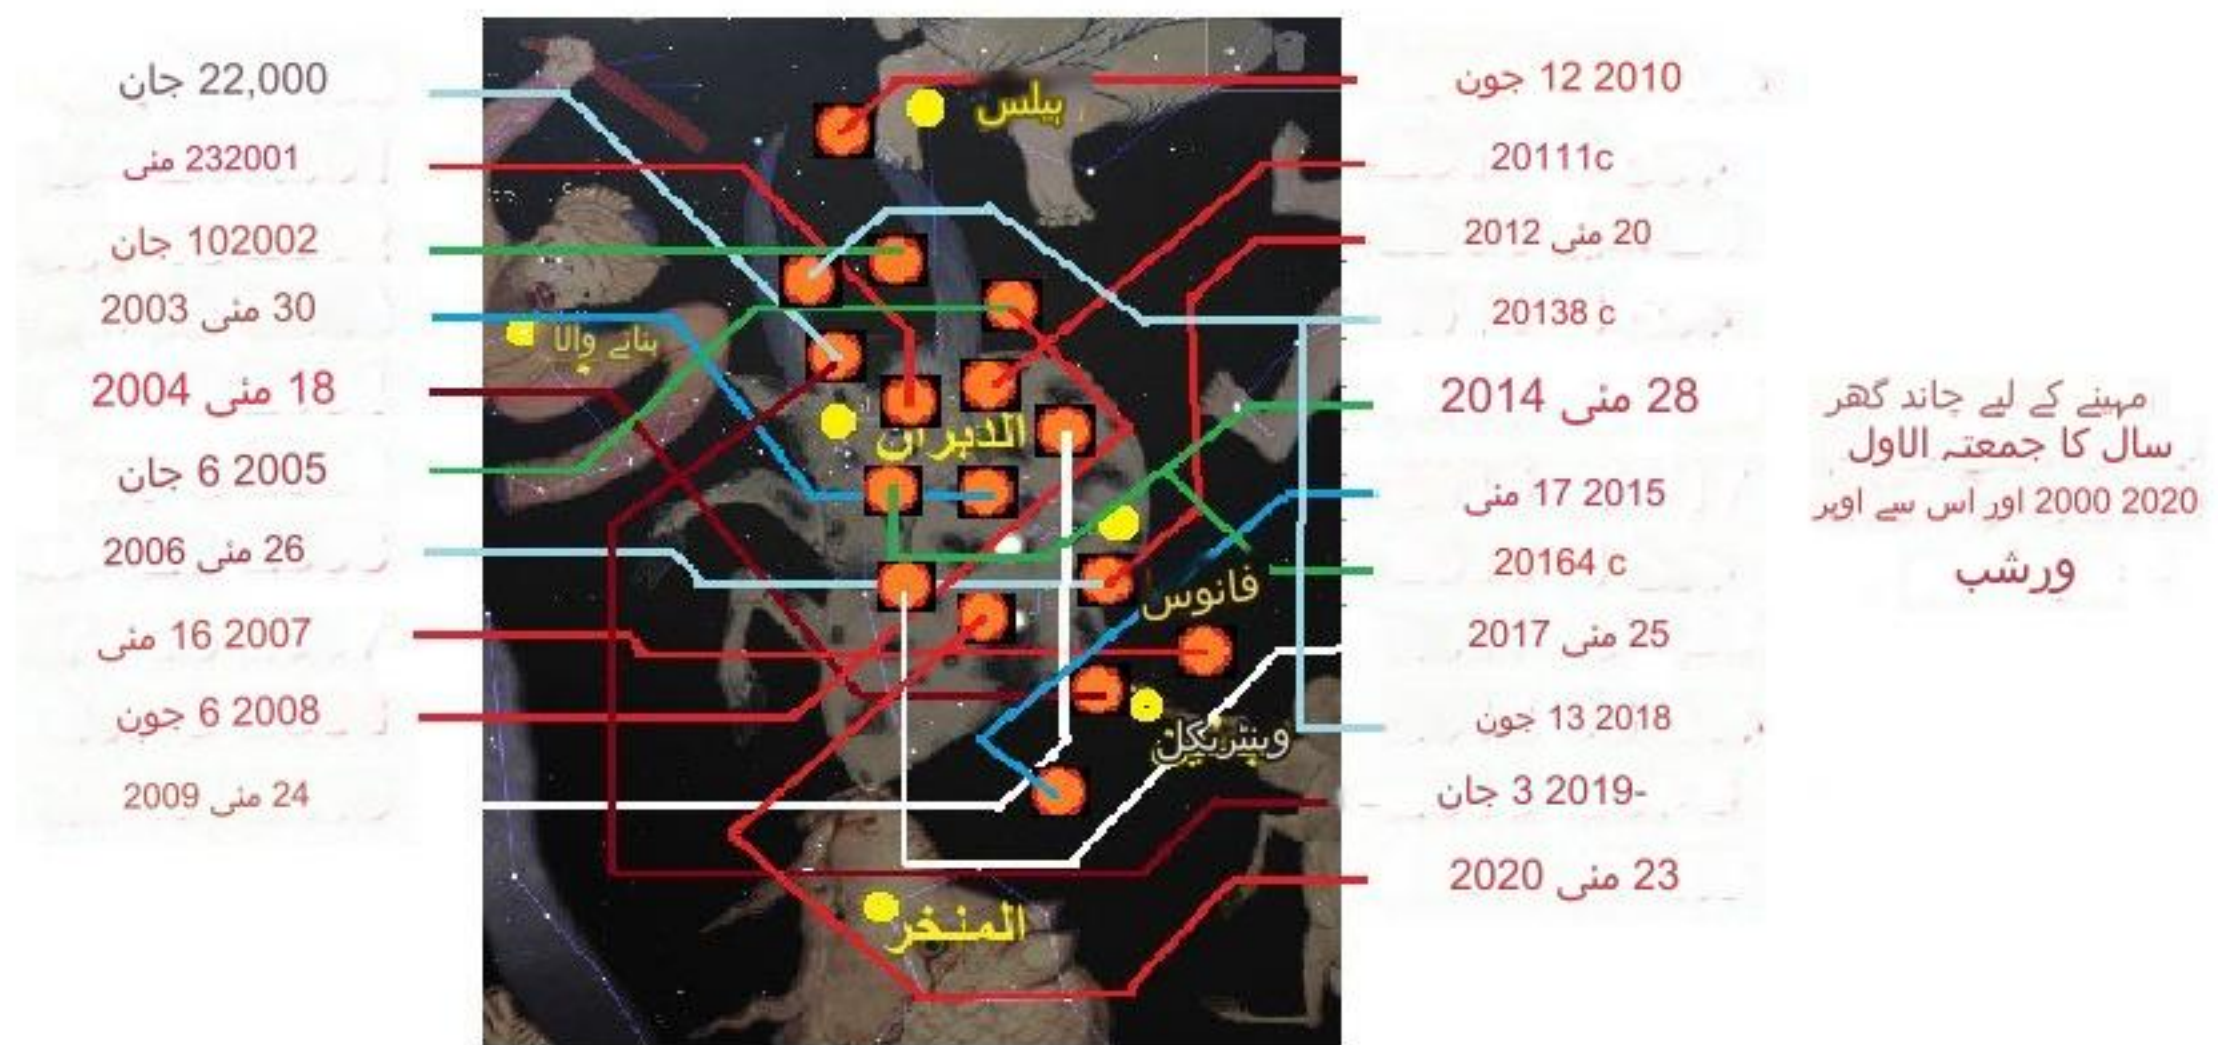 22,000 جان
232001 مئی
102002 جان
30 مئی 2003
18 مئی 2004
2005 6 جان
26 مئی 2006
2007 16 مئی
2008 6 جون
24 مئی 2009
بیلس
بنانے والا
الدبران
فانوس
وینٹریکل
المنخر
2010 12 جون
20111c
20 مئی 2012
20138 c
28 مئی 2014
2015 17 مئی
20164 c
25 مئی 2017
2018 13 جون
-2019 3 جان
23 مئی 2020
مہینے کے لیے چاند گھر
سال کا جمعتہ الاول
2020 2000 اور اس سے اوپر
ورشب